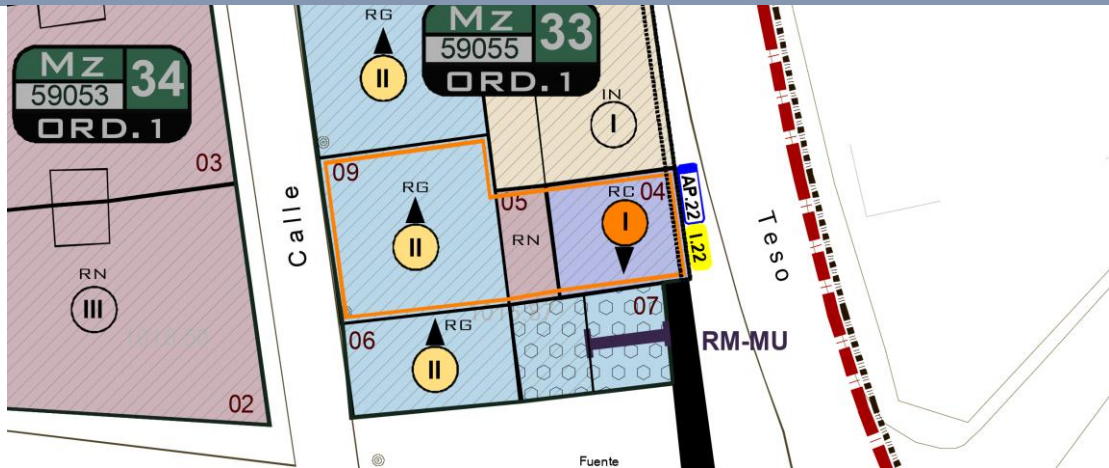 Mz
59053
34
ORD.1
RG
II
Mz
59055
33
ORD.1
IN
I
03
09
RG
II
05
RN
RC
04
I
AP.22
I.22
Calle
Teso
RN
III
02
06
RG
II
07
RM-MU
Fuente